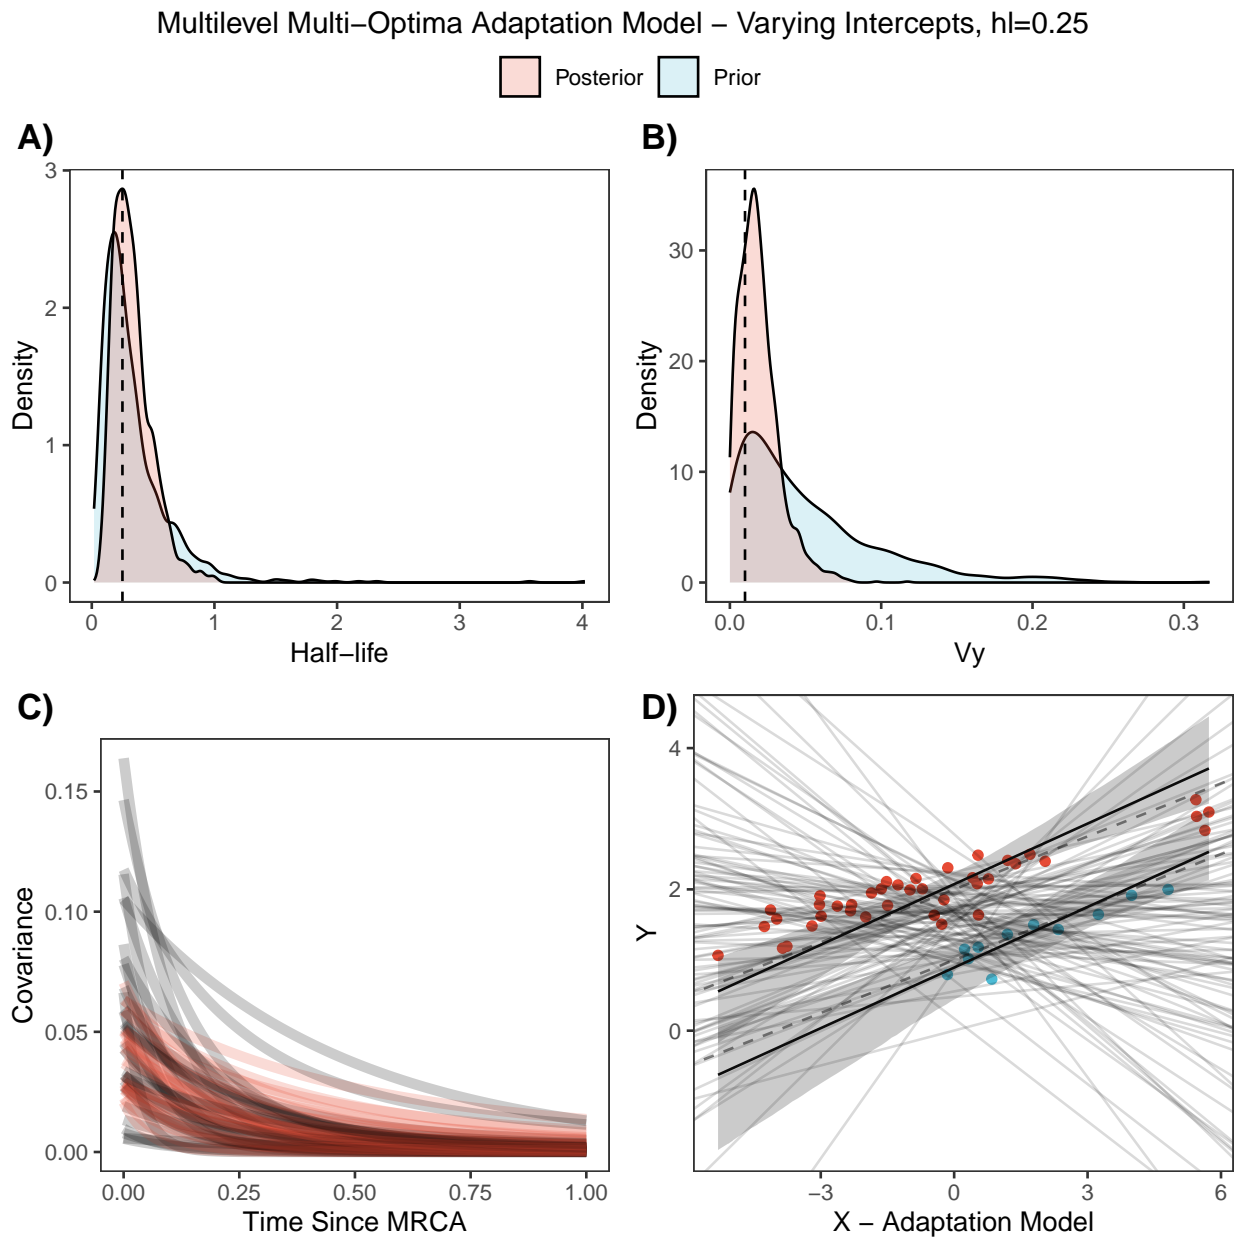 Multilevel Multi−Optima Adaptation Model − Varying Intercepts, hl=0.25
Posterior
Prior
A)
3
2
1
0
Density
0
1
2
3
4
Half−life
B)
30
20
10
0
Density
0.0
0.1
0.2
0.3
Vy
C)
0.15
0.10
0.05
0.00
Covariance
0.00
0.25
0.50
0.75
1.00
Time Since MRCA
D)
4
2
0
Y
−3
0
3
6
X − Adaptation Model